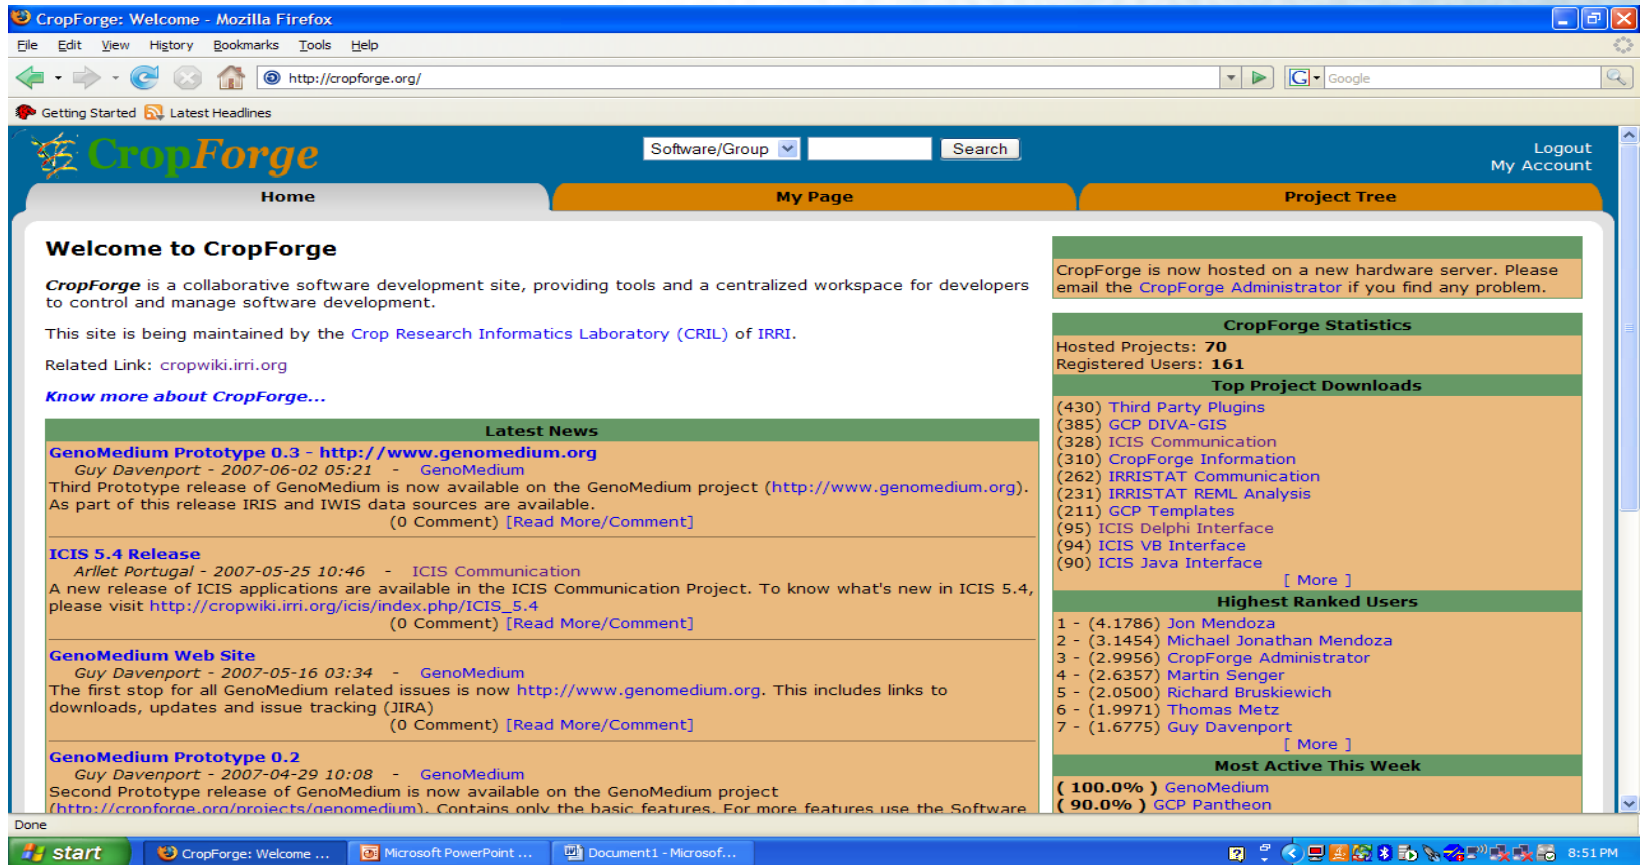 CropForge: Welcome - Mozilla Firefox
File Edit View History Bookmarks Tools Help
http://cropforge.org/
G Google
Getting Started Latest Headlines
CropForge
Software/Group Search
Logout
My Account
Home My Page Project Tree
Welcome to CropForge
CropForge is a collaborative software development site, providing tools and a centralized workspace for developers
to control and manage software development.
This site is being maintained by the Crop Research Informatics Laboratory (CRIL) of IRRI.
Related Link: cropwiki.irri.org
Know more about CropForge...
Latest News
GenoMedium Prototype 0.3 - http://www.genomedium.org
Guy Davenport - 2007-06-02 05:21 - GenoMedium
Third Prototype release of GenoMedium is now available on the GenoMedium project (http://www.genomedium.org).
As part of this release IRIS and IWIS data sources are available.
(0 Comment) [Read More/Comment]
ICIS 5.4 Release
Arllet Portugal - 2007-05-25 10:46 - ICIS Communication
A new release of ICIS applications are available in the ICIS Communication Project. To know what's new in ICIS 5.4,
please visit http://cropwiki.irri.org/icis/index.php/ICIS_5.4
(0 Comment) [Read More/Comment]
GenoMedium Web Site
Guy Davenport - 2007-05-16 03:34 - GenoMedium
The first stop for all GenoMedium related issues is now http://www.genomedium.org. This includes links to
downloads, updates and issue tracking (JIRA)
(0 Comment) [Read More/Comment]
GenoMedium Prototype 0.2
Guy Davenport - 2007-04-29 10:08 - GenoMedium
Second Prototype release of GenoMedium is now available on the GenoMedium project
(http://cropforge.org/projects/genomedium). Contains only the basic features. For more features use the Software
CropForge is now hosted on a new hardware server. Please
email the CropForge Administrator if you find any problem.
CropForge Statistics
Hosted Projects: 70
Registered Users: 161
Top Project Downloads
(430) Third Party Plugins
(385) GCP DIVA-GIS
(328) ICIS Communication
(310) CropForge Information
(262) IRRISTAT Communication
(231) IRRISTAT REML Analysis
(211) GCP Templates
(95) ICIS Delphi Interface
(94) ICIS VB Interface
(90) ICIS Java Interface
[ More ]
Highest Ranked Users
1 - (4.1786) Jon Mendoza
2 - (3.1454) Michael Jonathan Mendoza
3 - (2.9956) CropForge Administrator
4 - (2.6357) Martin Senger
5 - (2.0500) Richard Bruskiewich
6 - (1.9971) Thomas Metz
7 - (1.6775) Guy Davenport
[ More ]
Most Active This Week
( 100.0% ) GenoMedium
( 90.0% ) GCP Pantheon
Done
start CropForge: Welcome ... Microsoft PowerPoint ... Document1 - Microsof... 8:51 PM